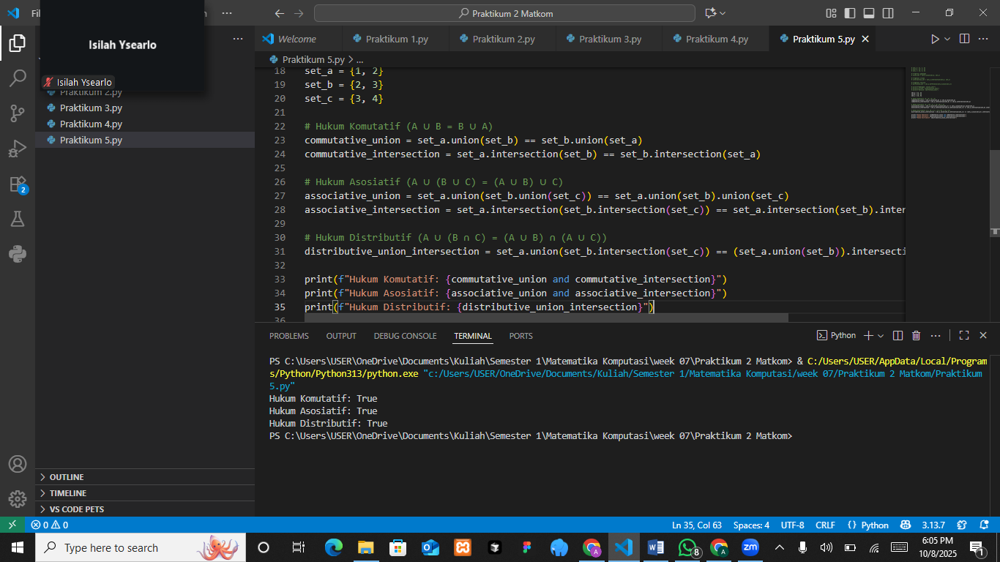 Isilah Ysearlo
Isilah Ysearlo
Praktikum 2 Matkom
Praktikum 2.py
Praktikum 3.py
Praktikum 4.py
Praktikum 5.py
2
OUTLINE
TIMELINE
VS CODE PETS
Welcome Praktikum 1.py Praktikum 2.py Praktikum 3.py Praktikum 4.py Praktikum 5.py
Praktikum 5.py > ...
18 set_a = {1, 2}
19 set_b = {2, 3}
20 set_c = {3, 4}
21
22 # Hukum Komutatif (A ∪ B = B ∪ A)
23 commutative_union = set_a.union(set_b) == set_b.union(set_a)
24 commutative_intersection = set_a.intersection(set_b) == set_b.intersection(set_a)
25
26 # Hukum Asosiatif (A ∪ (B ∪ C) = (A ∪ B) ∪ C)
27 associative_union = set_a.union(set_b.union(set_c)) == set_a.union(set_b).union(set_c)
28 associative_intersection = set_a.intersection(set_b.intersection(set_c)) == set_a.intersection(set_b).inter
29
30 # Hukum Distributif (A ∪ (B ∩ C) = (A ∪ B) ∩ (A ∪ C))
31 distributive_union_intersection = set_a.union(set_b.intersection(set_c)) == (set_a.union(set_b)).intersecti
32
33 print(f"Hukum Komutatif: {commutative_union and commutative_intersection}")
34 print(f"Hukum Asosiatif: {associative_union and associative_intersection}")
35 print(f"Hukum Distributif: {distributive_union_intersection}")
36
PROBLEMS OUTPUT DEBUG CONSOLE TERMINAL PORTS Python
PS C:\Users\USER\OneDrive\Documents\Kuliah\Semester 1\Matematika Komputasi\week 07\Praktikum 2 Matkom> & C:/Users/USER/AppData/Local/Program
s/Python/Python313/python.exe "c:/Users/USER/OneDrive/Documents/Kuliah/Semester 1/Matematika Komputasi/week 07/Praktikum 2 Matkom/Praktikum
5.py"
Hukum Komutatif: True
Hukum Asosiatif: True
Hukum Distributif: True
PS C:\Users\USER\OneDrive\Documents\Kuliah\Semester 1\Matematika Komputasi\week 07\Praktikum 2 Matkom>
0 0 Ln 35, Col 63 Spaces: 4 UTF-8 CRLF {} Python 3.13.7
Type here to search
8
zm
6:05 PM
10/8/2025
1